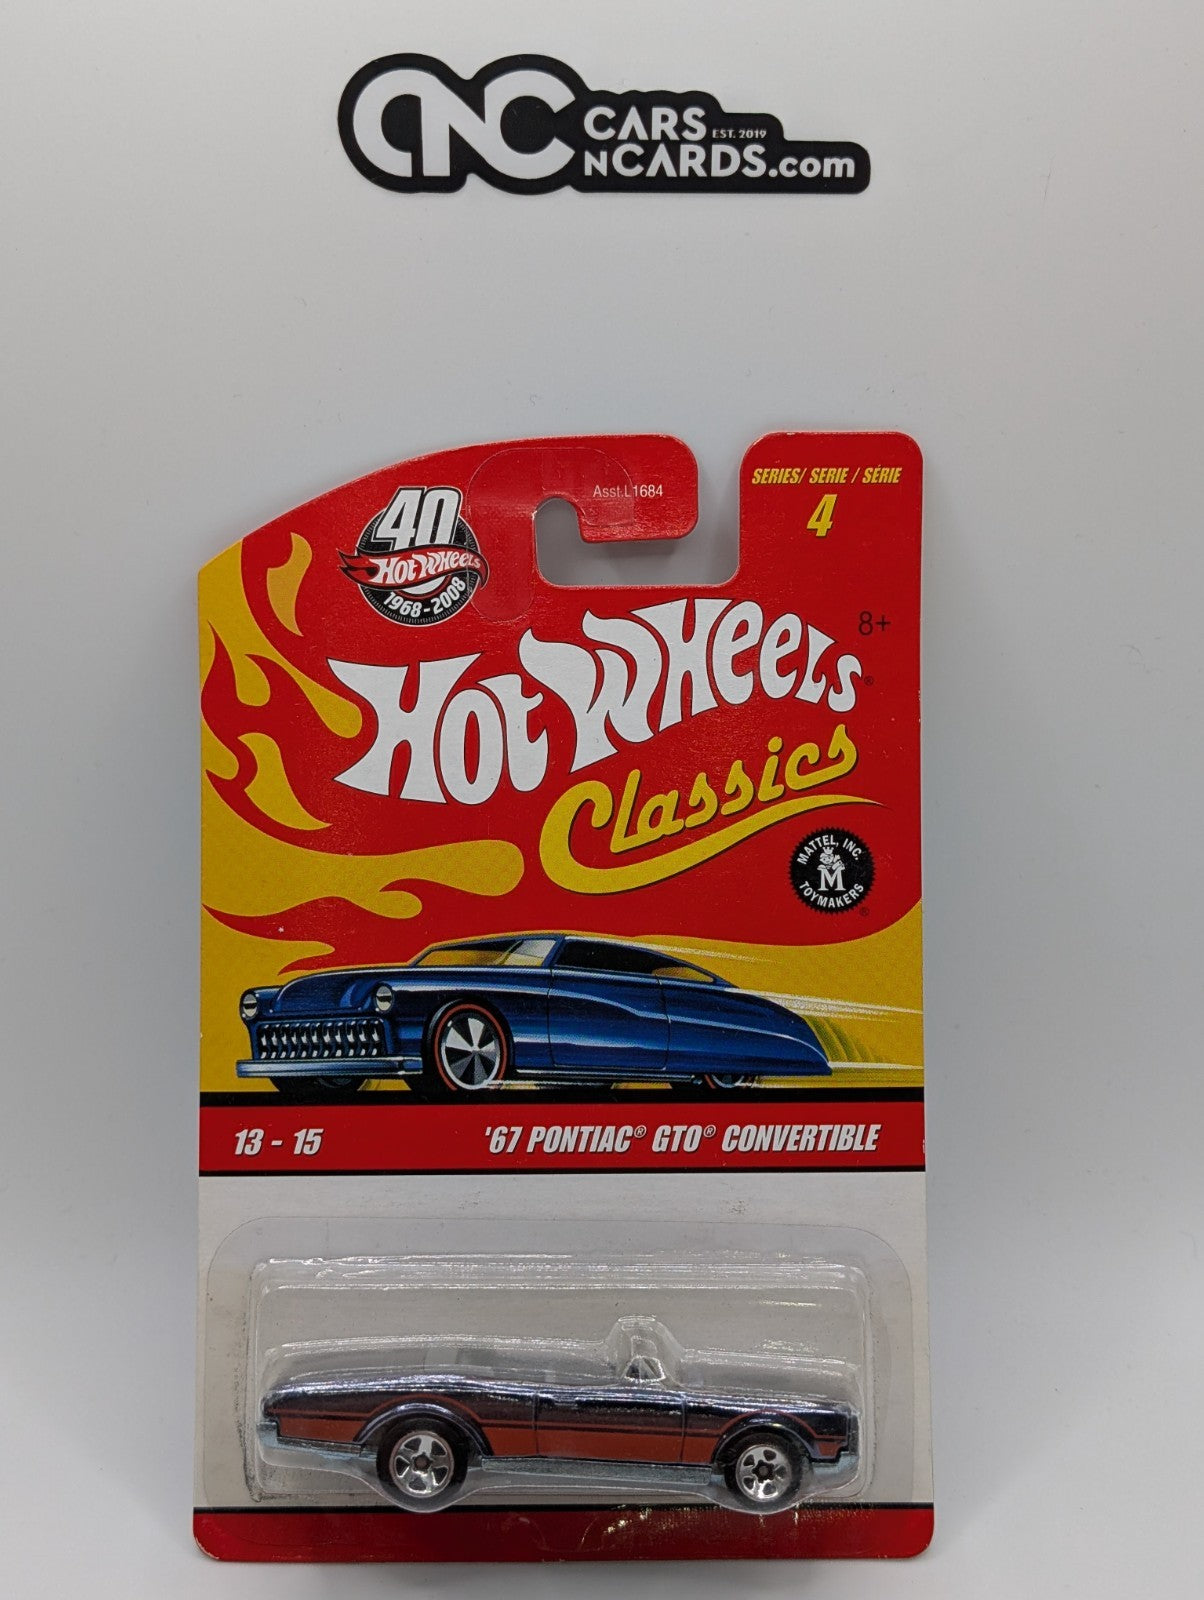 CNC CARS EST. 2019
NCARDS.com
Asst.L1684
SERIES/ SERIE / SÉRIE
4
40
Hot Wheels
1968-2008
8+
Hot Wheels®
Classics
MATTEL, INC.
M
TOYMAKERS®
13 - 15
'67 PONTIAC® GTO® CONVERTIBLE